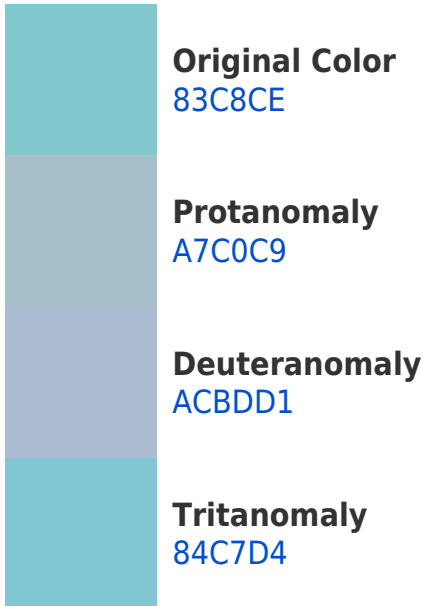 Original Color
83C8CE
Protanomaly
A7C0C9
Deuteranomaly
ACBDD1
Tritanomaly
84C7D4